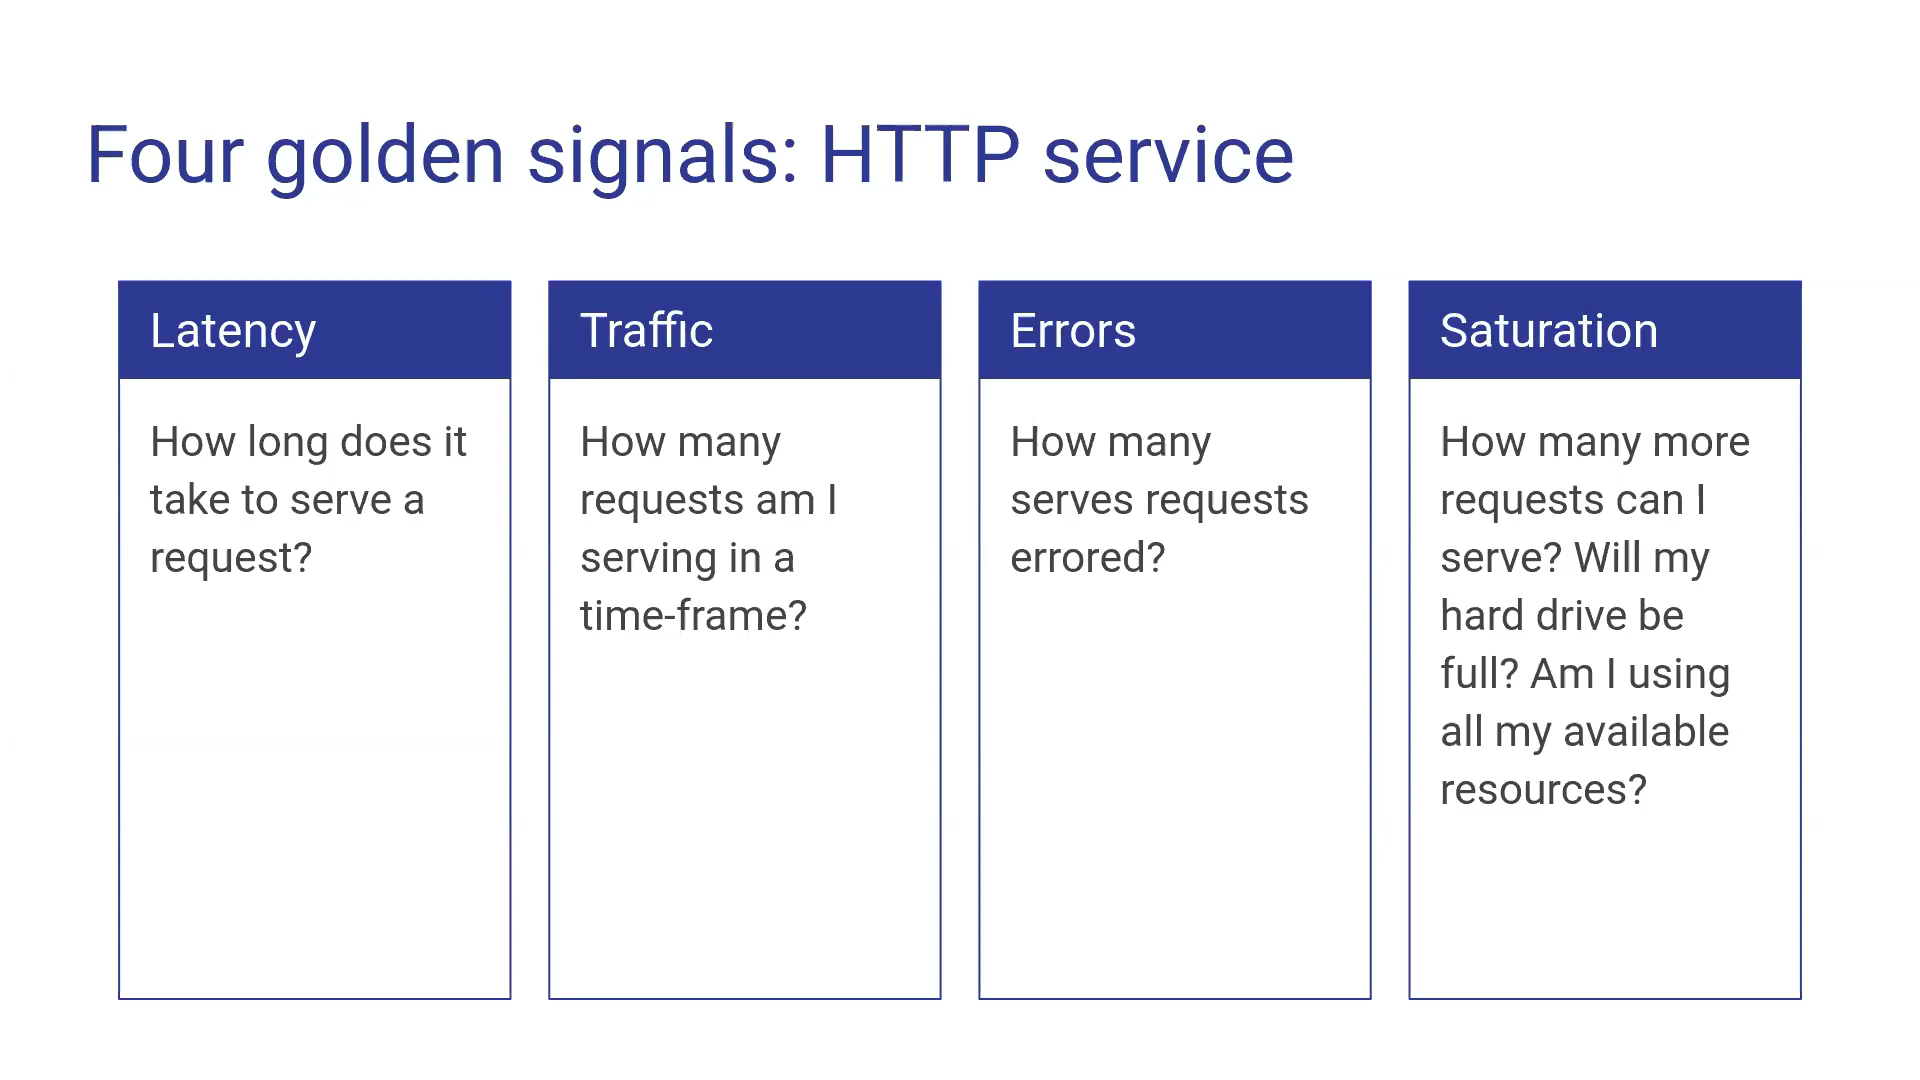 Four golden signals: HTTP service
Latency
How long does it
take to serve a
request?
Traffic
How many
requests am I
serving in a
time-frame?
Errors
How many
serves requests
errored?
Saturation
How many more
requests can I
serve? Will my
hard drive be
full? Am I using
all my available
resources?